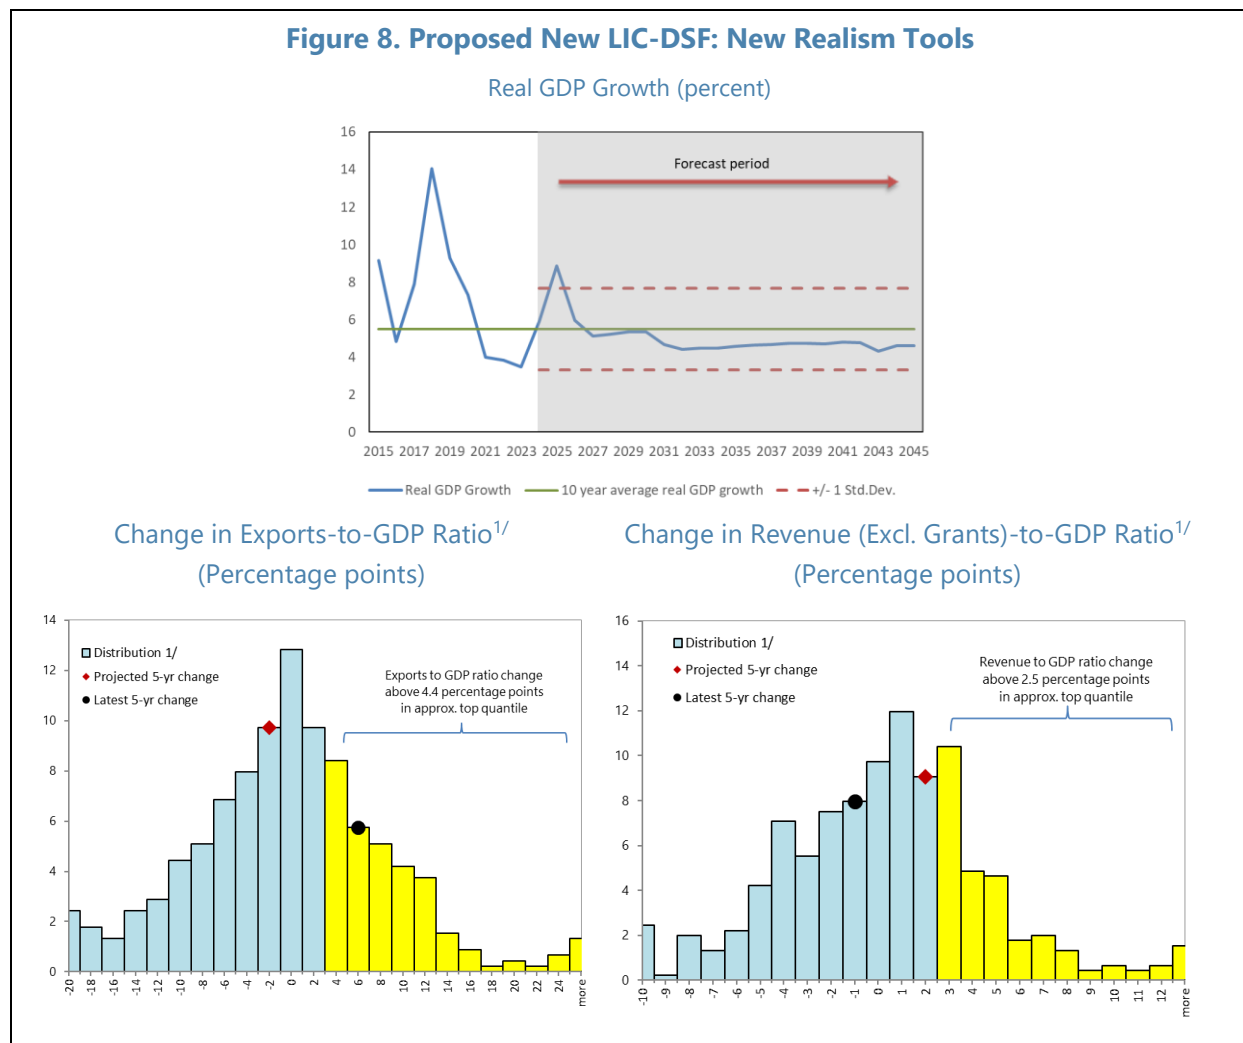 Figure 8. Proposed New LIC-DSF: New Realism Tools
Real GDP Growth (percent)
16
14
12
10
8
6
4
2
0
Forecast period
2015 2017 2019 2021 2023 2025 2027 2029 2031 2033 2035 2037 2039 2041 2043 2045
Real GDP Growth 10 year average real GDP growth +/- 1 Std.Dev.
Change in Exports-to-GDP Ratio1/
(Percentage points)
14
12
10
8
6
4
2
0
Distribution 1/
Projected 5-yr change
Latest 5-yr change
Exports to GDP ratio change
above 4.4 percentage points
in approx. top quantile
-20 -18 -16 -14 -12 -10 -8 -6 -4 -2 0 2 4 6 8 10 12 14 16 18 20 22 24 more
Change in Revenue (Excl. Grants)-to-GDP Ratio1/
(Percentage points)
16
14
12
10
8
6
4
2
0
Distribution 1/
Projected 5-yr change
Latest 5-yr change
Revenue to GDP ratio change
above 2.5 percentage points
in approx. top quantile
-10 -9 -8 -7 -6 -5 -4 -3 -2 -1 0 1 2 3 4 5 6 7 8 9 10 11 12 more